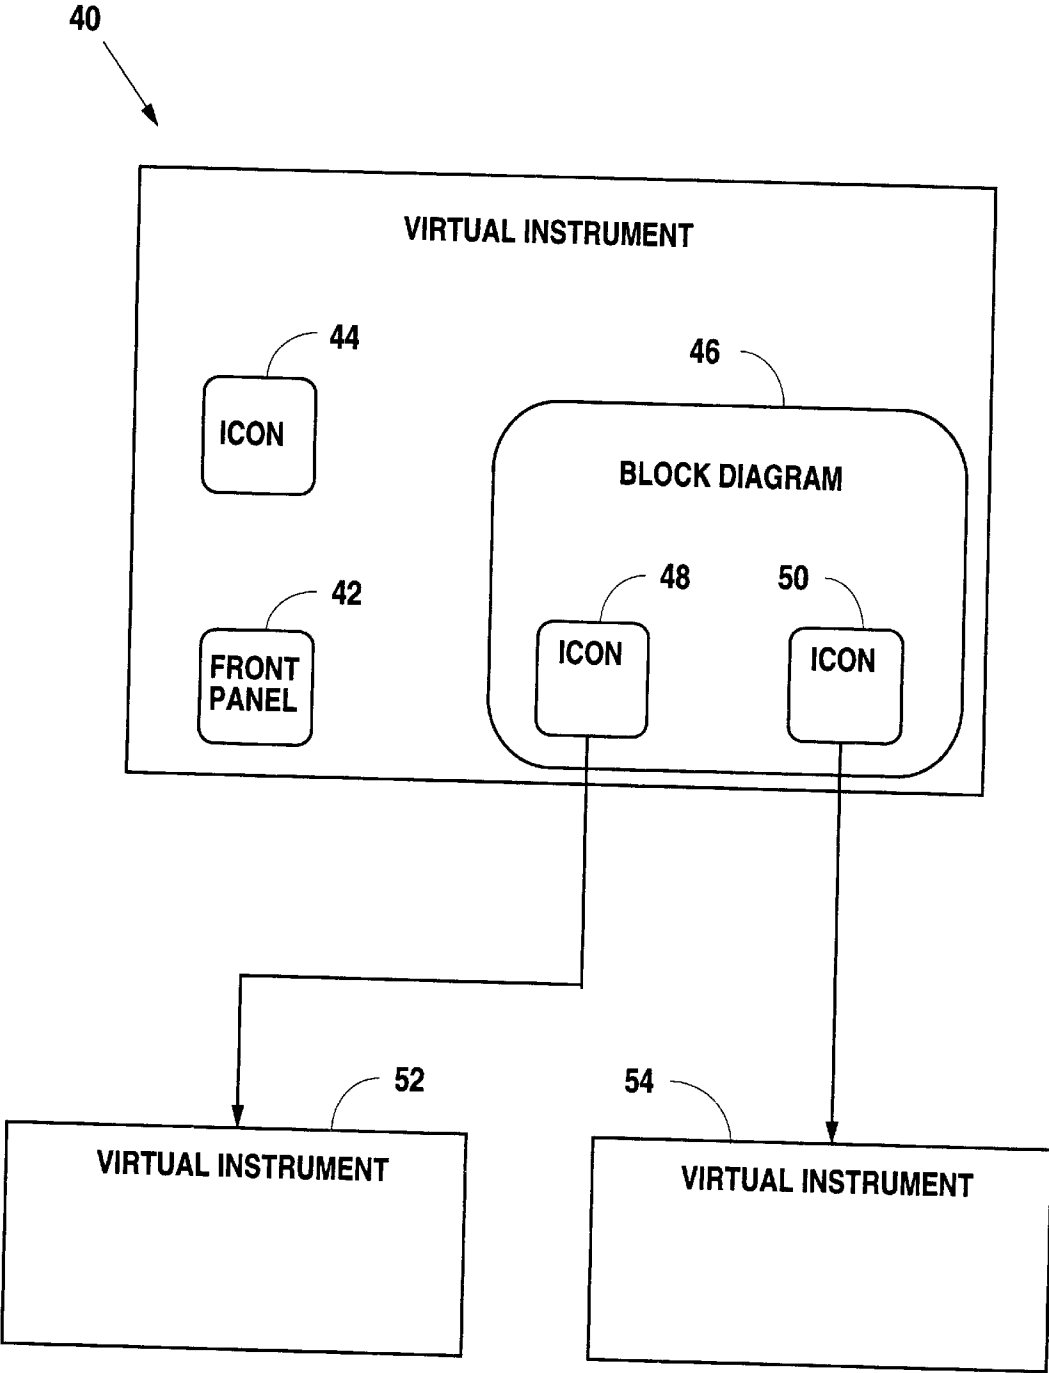 40
VIRTUAL INSTRUMENT
44
46
ICON
BLOCK DIAGRAM
42
48
50
FRONT
PANEL
ICON
ICON
52
54
VIRTUAL INSTRUMENT
VIRTUAL INSTRUMENT